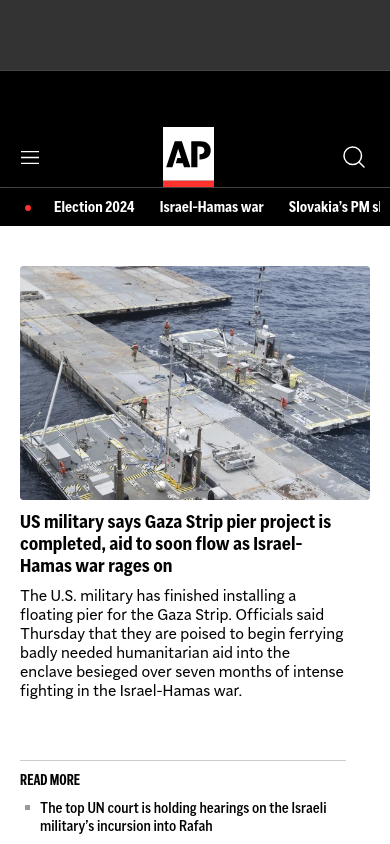 AP
Election 2024 Israel-Hamas war Slovakia's PM
US military says Gaza Strip pier project is
completed, aid to soon flow as Israel-
Hamas war rages on
The U.S. military has finished installing a
floating pier for the Gaza Strip. Officials said
Thursday that they are poised to begin ferrying
badly needed humanitarian aid into the
enclave besieged over seven months of intense
fighting in the Israel-Hamas war.
READ MORE
The top UN court is holding hearings on the Israeli
military's incursion into Rafah